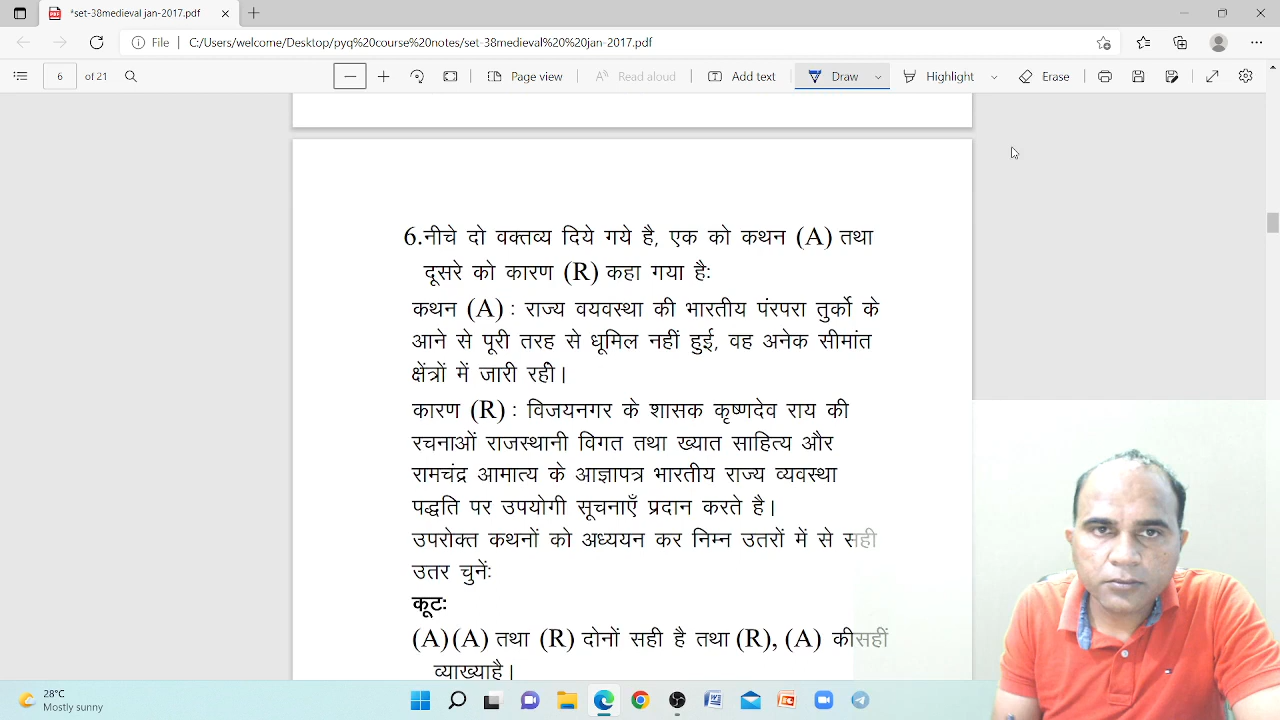 *set-38medieval jan-2017.pdf
File C:/Users/welcome/Desktop/pyq%20course%20notes/set-38medieval%20%20jan-2017.pdf
6 of 21 Page view Read aloud Add text Draw Highlight Erase
6.नीचे दो वक्तव्य दिये गये है, एक को कथन (A) तथा
दूसरे को कारण (R) कहा गया है:
कथन (A) : राज्य वयवस्था की भारतीय पंरपरा तुर्को के
आने से पूरी तरह से धूमिल नहीं हुई, वह अनेक सीमांत
क्षेंत्रों में जारी रही।
कारण (R) : विजयनगर के शासक कृष्णदेव राय की
रचनाओं राजस्थानी विगत तथा ख्यात साहित्य और
रामचंद्र आमात्य के आज्ञापत्र भारतीय राज्य व्यवस्था
पद्धति पर उपयोगी सूचनाएँ प्रदान करते है।
उपरोक्त कथनों को अध्ययन कर निम्न उतरों में से सही
उतर चुनें:
कूट:
(A) (A) तथा (R) दोनों सही है तथा (R), (A) की सहीं
व्याख्याहै।
28°C
Mostly sunny